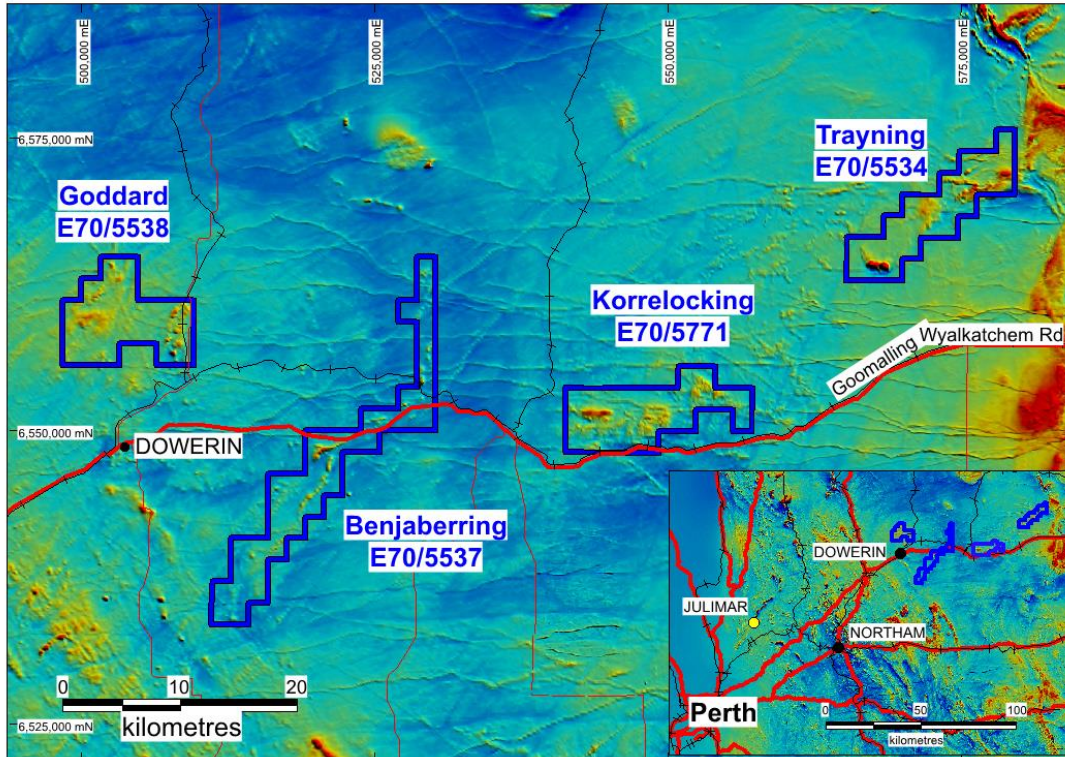 500,000 mE
525,000 mE
550,000 mE
575,000 mE
6,575,000 mN
Trayning
E70/5534
Goddard
E70/5538
Korrelocking
E70/5771
Goomalling Wyalkatchem Rd
6,550,000 mN
DOWERIN
Benjaberring
E70/5537
0 10 20
kilometres
6,525,000 mN
DOWERIN
JULIMAR
NORTHAM
Perth
0 50 100
kilometres